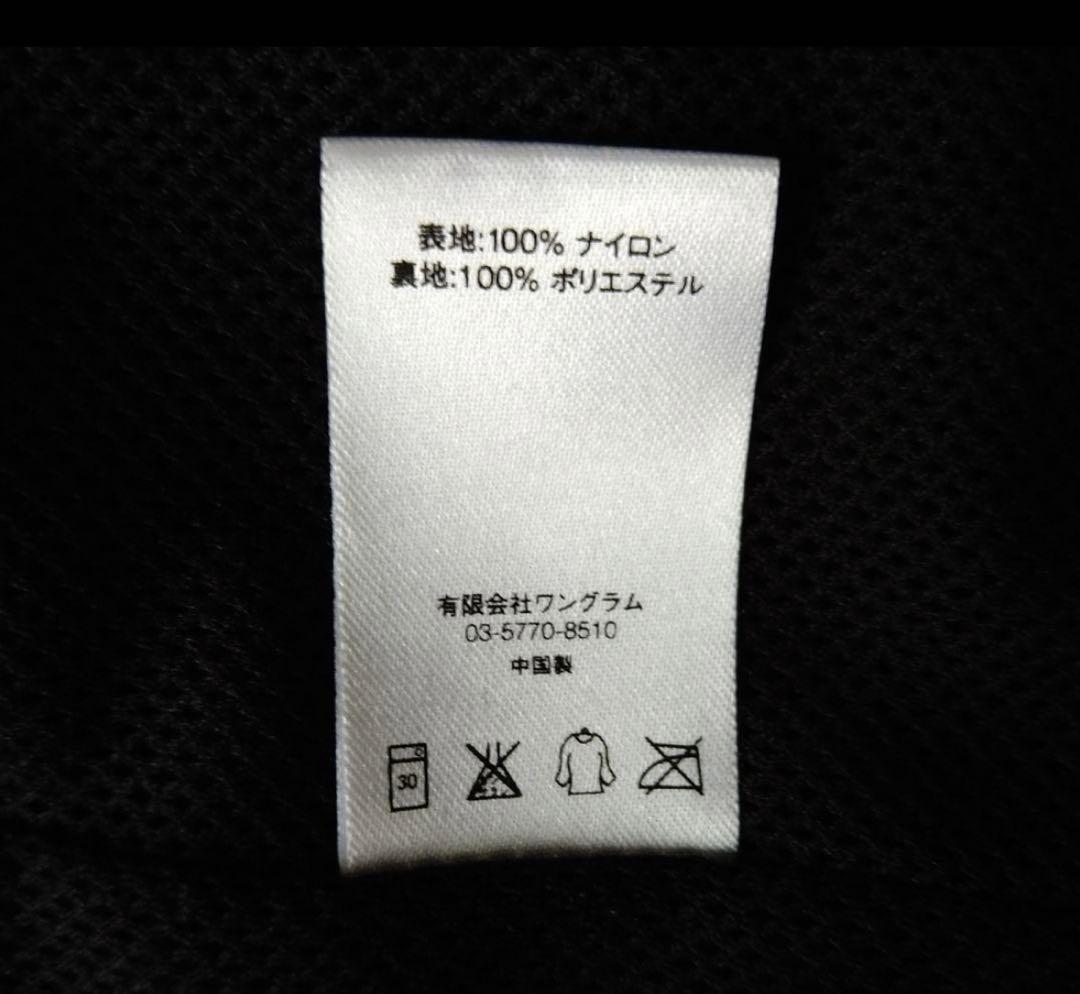 表地:100% ナイロン
裏地:100% ポリエステル
有限会社ワングラム
03-5770-8510
中国製
30